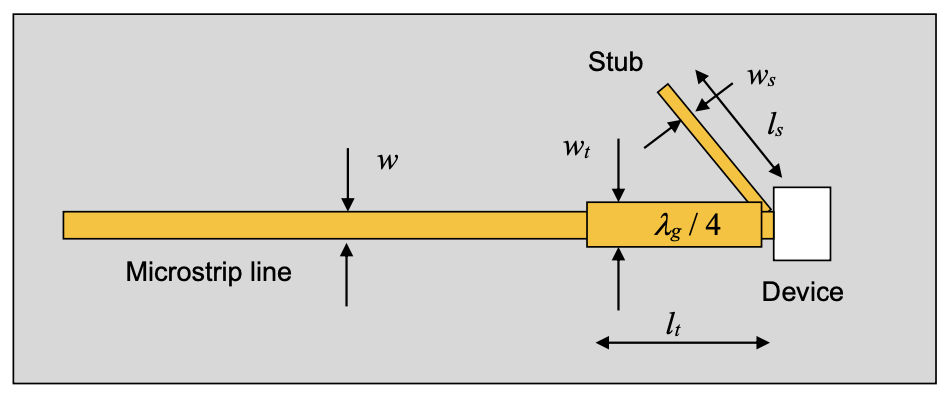 Stub
wₛ
lₛ
wₜ
w
λg / 4
Microstrip line
Device
lₜ